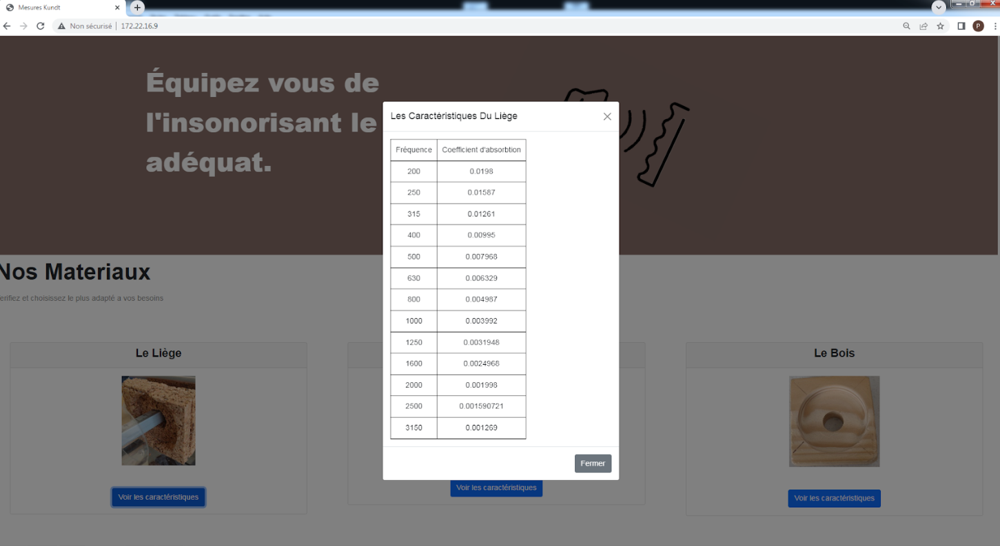 Mesures Kundt
Non sécurisé | 172.22.16.9
P
Équipez vous de
l'insonorisant le
adéquat.
Les Caractéristiques Du Liège
Fréquence Coefficient d'absorbtion
200 0.0198
250 0.01587
315 0.01261
400 0.00995
500 0.007968
630 0.006329
800 0.004987
1000 0.003992
1250 0.0031948
1600 0.0024968
2000 0.001998
2500 0.001590721
3150 0.001269
Fermer
Nos Materiaux
erifiez et choisissez le plus adapté a vos besoins
Le Liège
Voir les caractéristiques
Voir les caractéristiques
Le Bois
Voir les caractéristiques